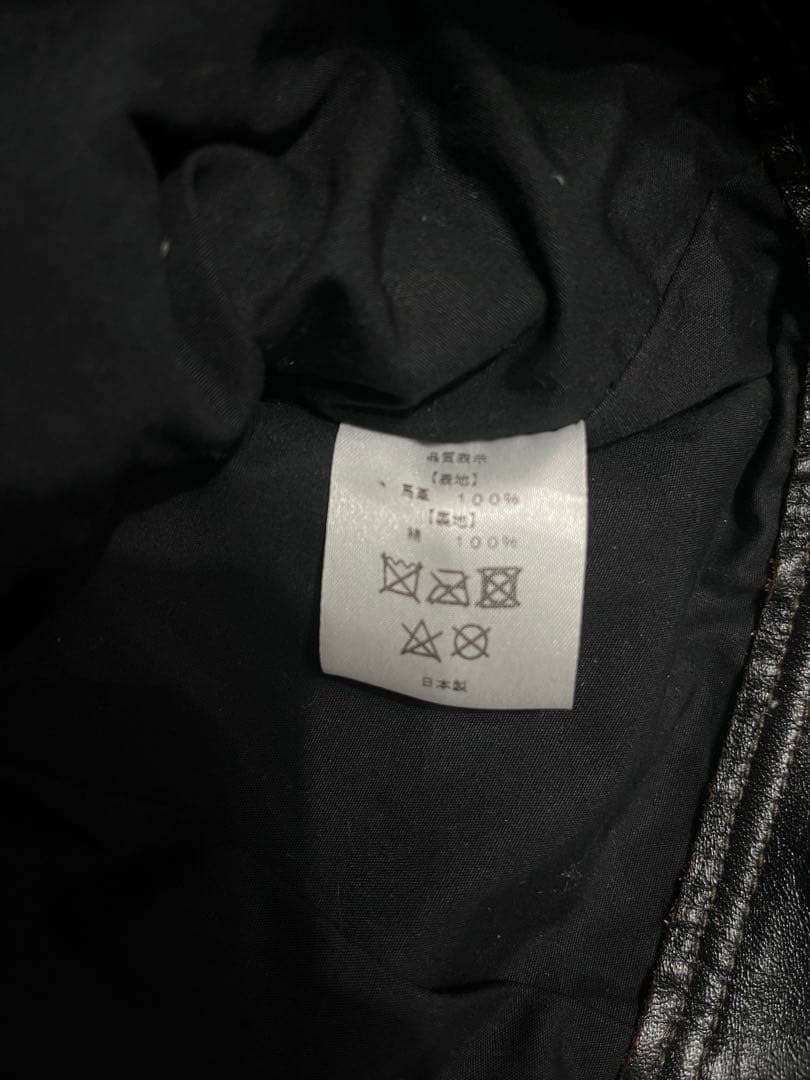 品質表示
【表地】
馬革 100%
【裏地】
綿 100%
日本製